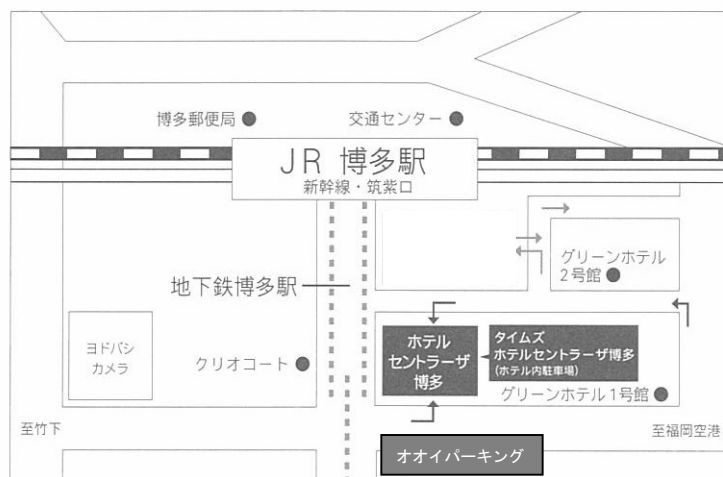 博多郵便局
交通センター
JR 博多駅
新幹線・筑紫口
グリーンホテル
2号館
地下鉄博多駅
ヨドバシ
カメラ
クリオコート
ホテル
セントラーザ
博多
タイムズ
ホテルセントラーザ博多
(ホテル内駐車場)
グリーンホテル1号館
至竹下
至福岡空港
オオイパーキング